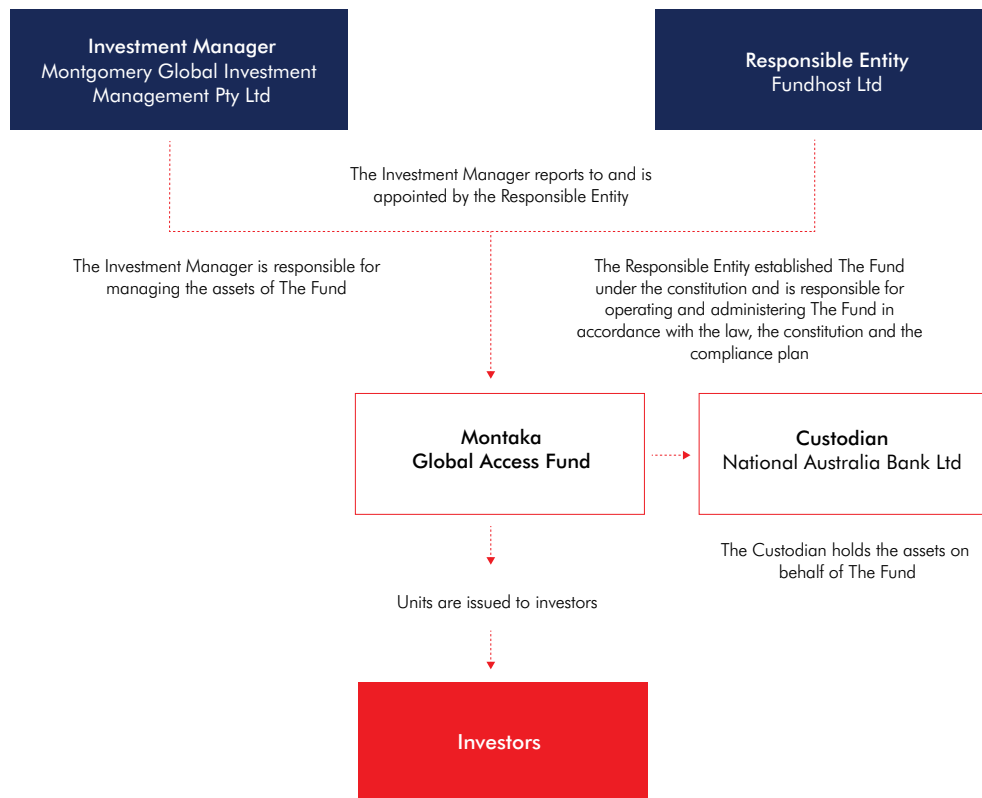 Investment Manager
Montgomery Global Investment
Management Pty Ltd
Responsible Entity
Fundhost Ltd
The Investment Manager reports to and is
appointed by the Responsible Entity
The Investment Manager is responsible for
managing the assets of The Fund
The Responsible Entity established The Fund
under the constitution and is responsible for
operating and administering The Fund in
accordance with the law, the constitution and the
compliance plan
Montaka
Global Access Fund
Custodian
National Australia Bank Ltd
The Custodian holds the assets on
behalf of The Fund
Units are issued to investors
Investors